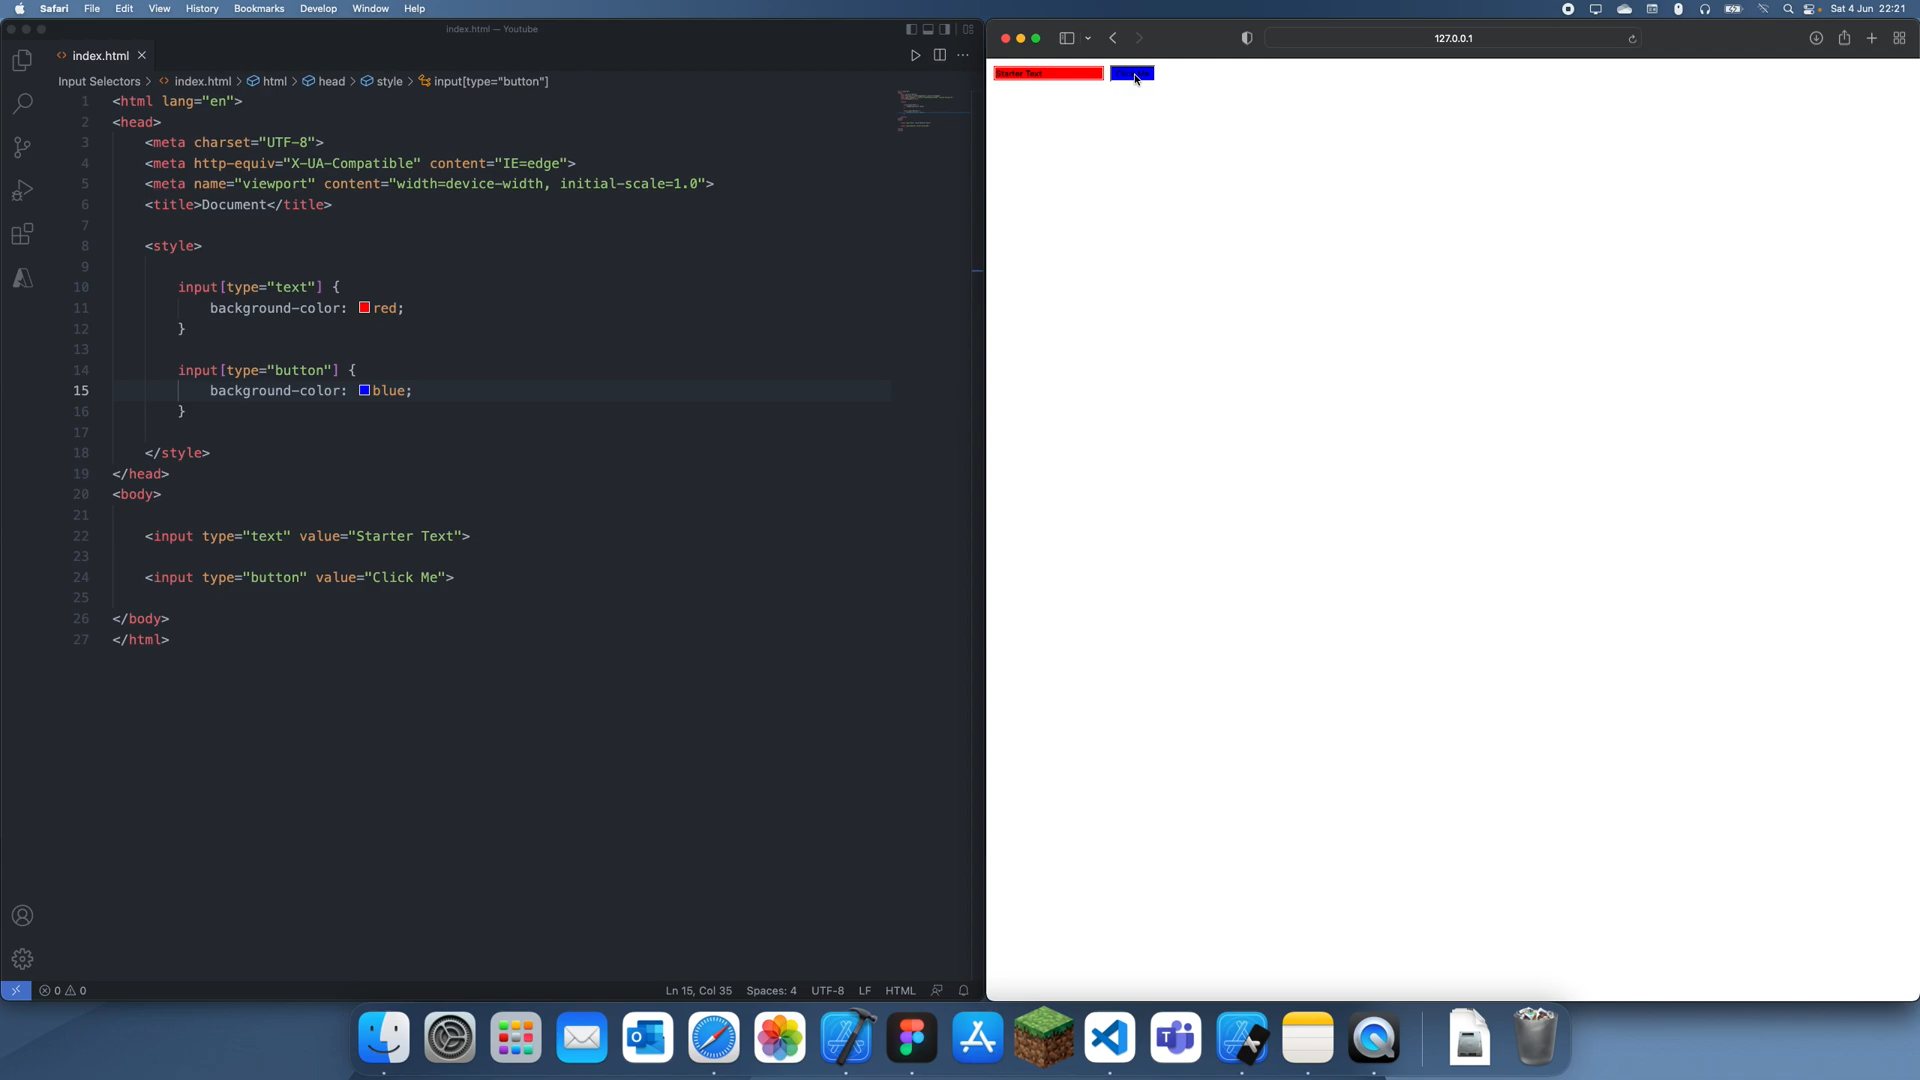 Safari File Edit View History Bookmarks Develop Window Help
Sat 4 Jun 22:21
index.html — Youtube
index.html
Input Selectors > index.html > html > head > style > input[type="button"]
1 <html lang="en">
2 <head>
3 <meta charset="UTF-8">
4 <meta http-equiv="X-UA-Compatible" content="IE=edge">
5 <meta name="viewport" content="width=device-width, initial-scale=1.0">
6 <title>Document</title>
7
8 <style>
9
10 input[type="text"] {
11 background-color: red;
12 }
13
14 input[type="button"] {
15 background-color: blue;
16 }
17
18 </style>
19 </head>
20 <body>
21
22 <input type="text" value="Starter Text">
23
24 <input type="button" value="Click Me">
25
26 </body>
27 </html>
0 0
Ln 15, Col 35 Spaces: 4 UTF-8 LF HTML
127.0.0.1
Starter Text